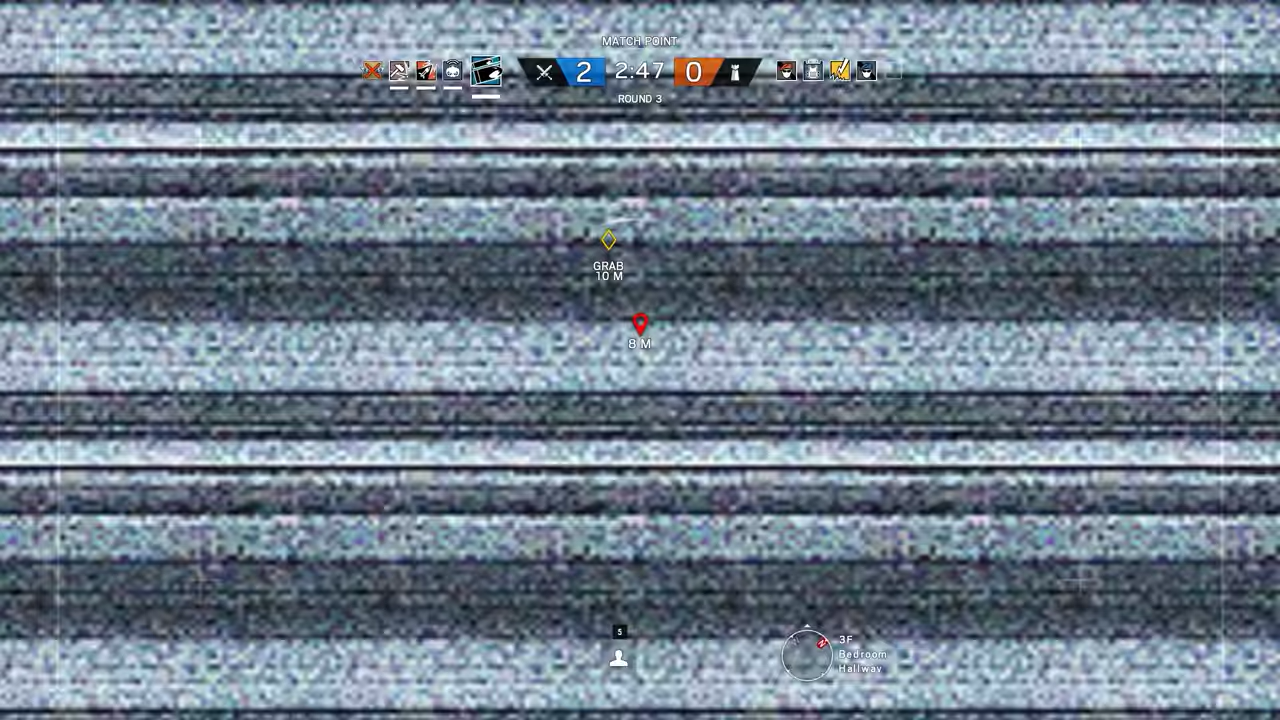 MATCH POINT
2 2:47 0
ROUND 3
GRAB
10 M
8 M
5
3F
Bedroom
Hallway